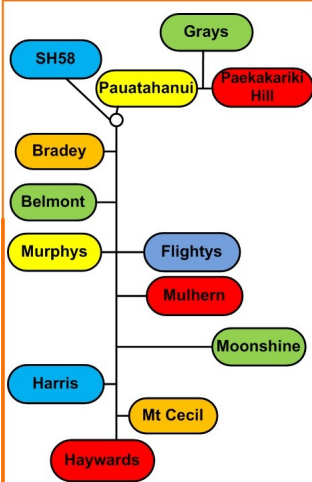 Grays
SH58
Pauatahanui
Paekakariki
Hill
Bradey
Belmont
Murphys
Flightys
Mulhern
Moonshine
Harris
Mt Cecil
Haywards